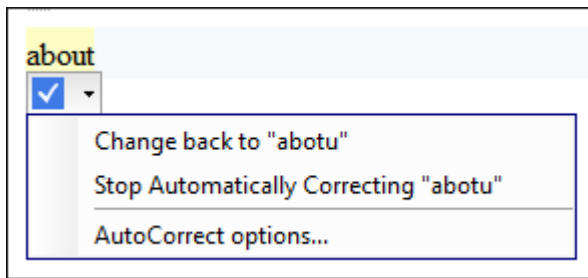 about
Change back to "abotu"
Stop Automatically Correcting "abotu"
AutoCorrect options...